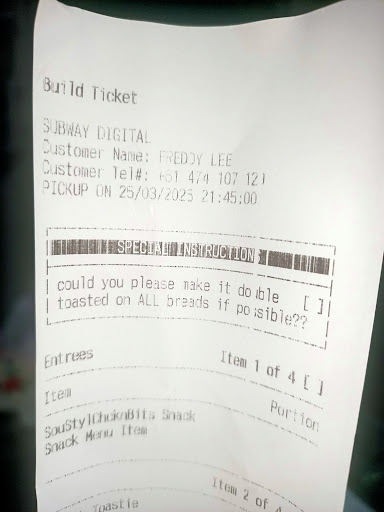 Build Ticket
SUBWAY DIGITAL
Customer Name: FREDDY LEE
Customer Tel#: +61 474 107 121
PICKUP ON 25/03/2025 21:45:00
SPECIAL INSTRUCTION
could you please make it double [ ]
toasted on ALL breads if possible??
Entrees Item 1 of 4 [ ]
Item Portion
SouStylChcknBits Snack
Snack Menu Item
Item 2 of 4
Toastie